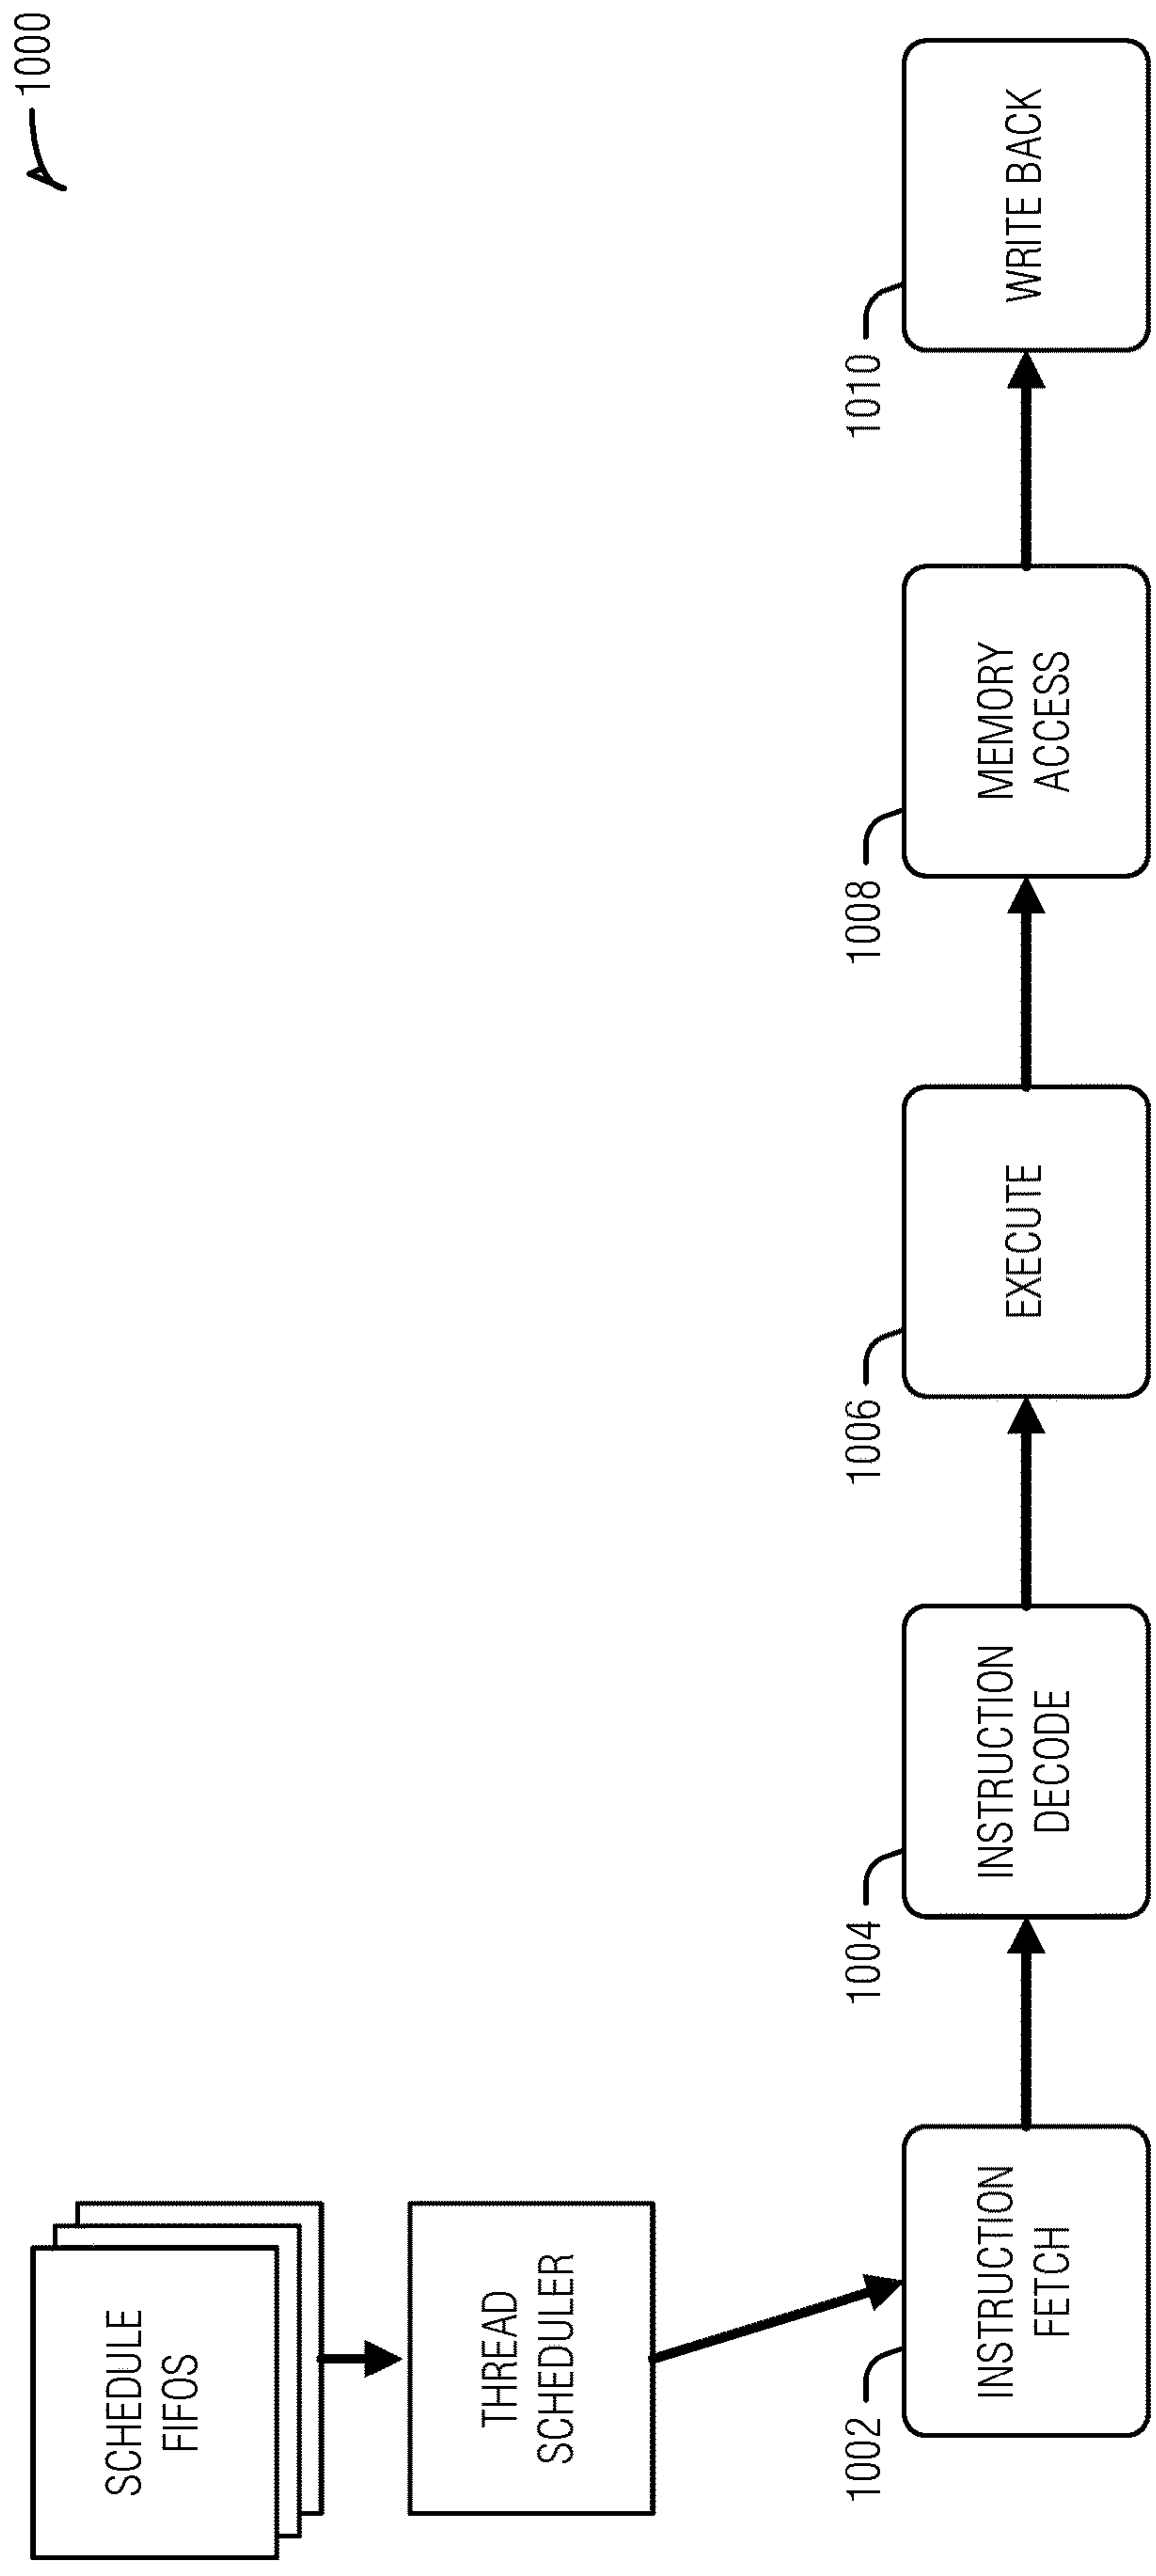 1000
SCHEDULE
FIFOS
THREAD
SCHEDULER
1002
INSTRUCTION
FETCH
1004
INSTRUCTION
DECODE
1006
EXECUTE
1008
MEMORY
ACCESS
1010
WRITE BACK